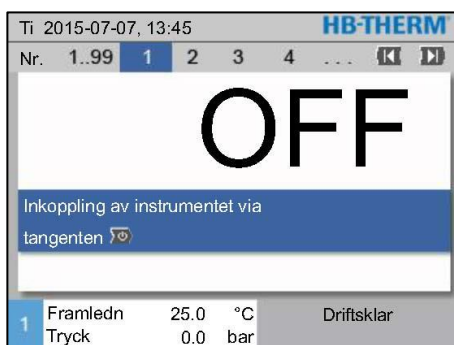 Ti 2015-07-07, 13:45 HB-THERM
Nr. 1..99 1 2 3 4 ...
OFF
Inkoppling av instrumentet via
tangenten
1 Framledn 25.0 °C Driftsklar
Tryck 0.0 bar